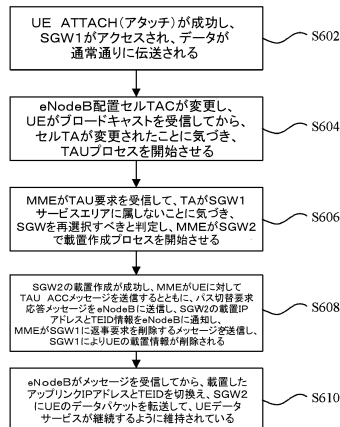 UE ATTACH(アタッチ)が成功し、
SGW1がアクセスされ、データが
通常通りに伝送される
S602
eNodeB配置セルTACが変更し、
UEがブロードキャストを受信してから、
セルTAが変更されたことに気づき、
TAUプロセスを開始させる
S604
MMEがTAU要求を受信して、TAがSGW1
サービスエリアに属しないことに気づき、
SGWを再選択すべきと判定し、MMEがSGW2
で載置作成プロセスを開始させる
S606
SGW2の載置作成が成功し、MMEがUEに対して
TAU ACCメッセージを送信するとともに、パス切替要求
応答メッセージをeNodeBに送信し、SGW2の載置IP
アドレスとTEID情報をeNodeBに通知し、
MMEがSGW1に返事要求を削除するメッセージを送信し、
SGW1によりUEの載置情報が削除される
S608
eNodeBがメッセージを受信してから、載置したア
ップリンクIPアドレスとTEIDを切換え、SGW2
にUEのデータパケットを転送して、UEデータ
サービスが継続するように維持されている
S610